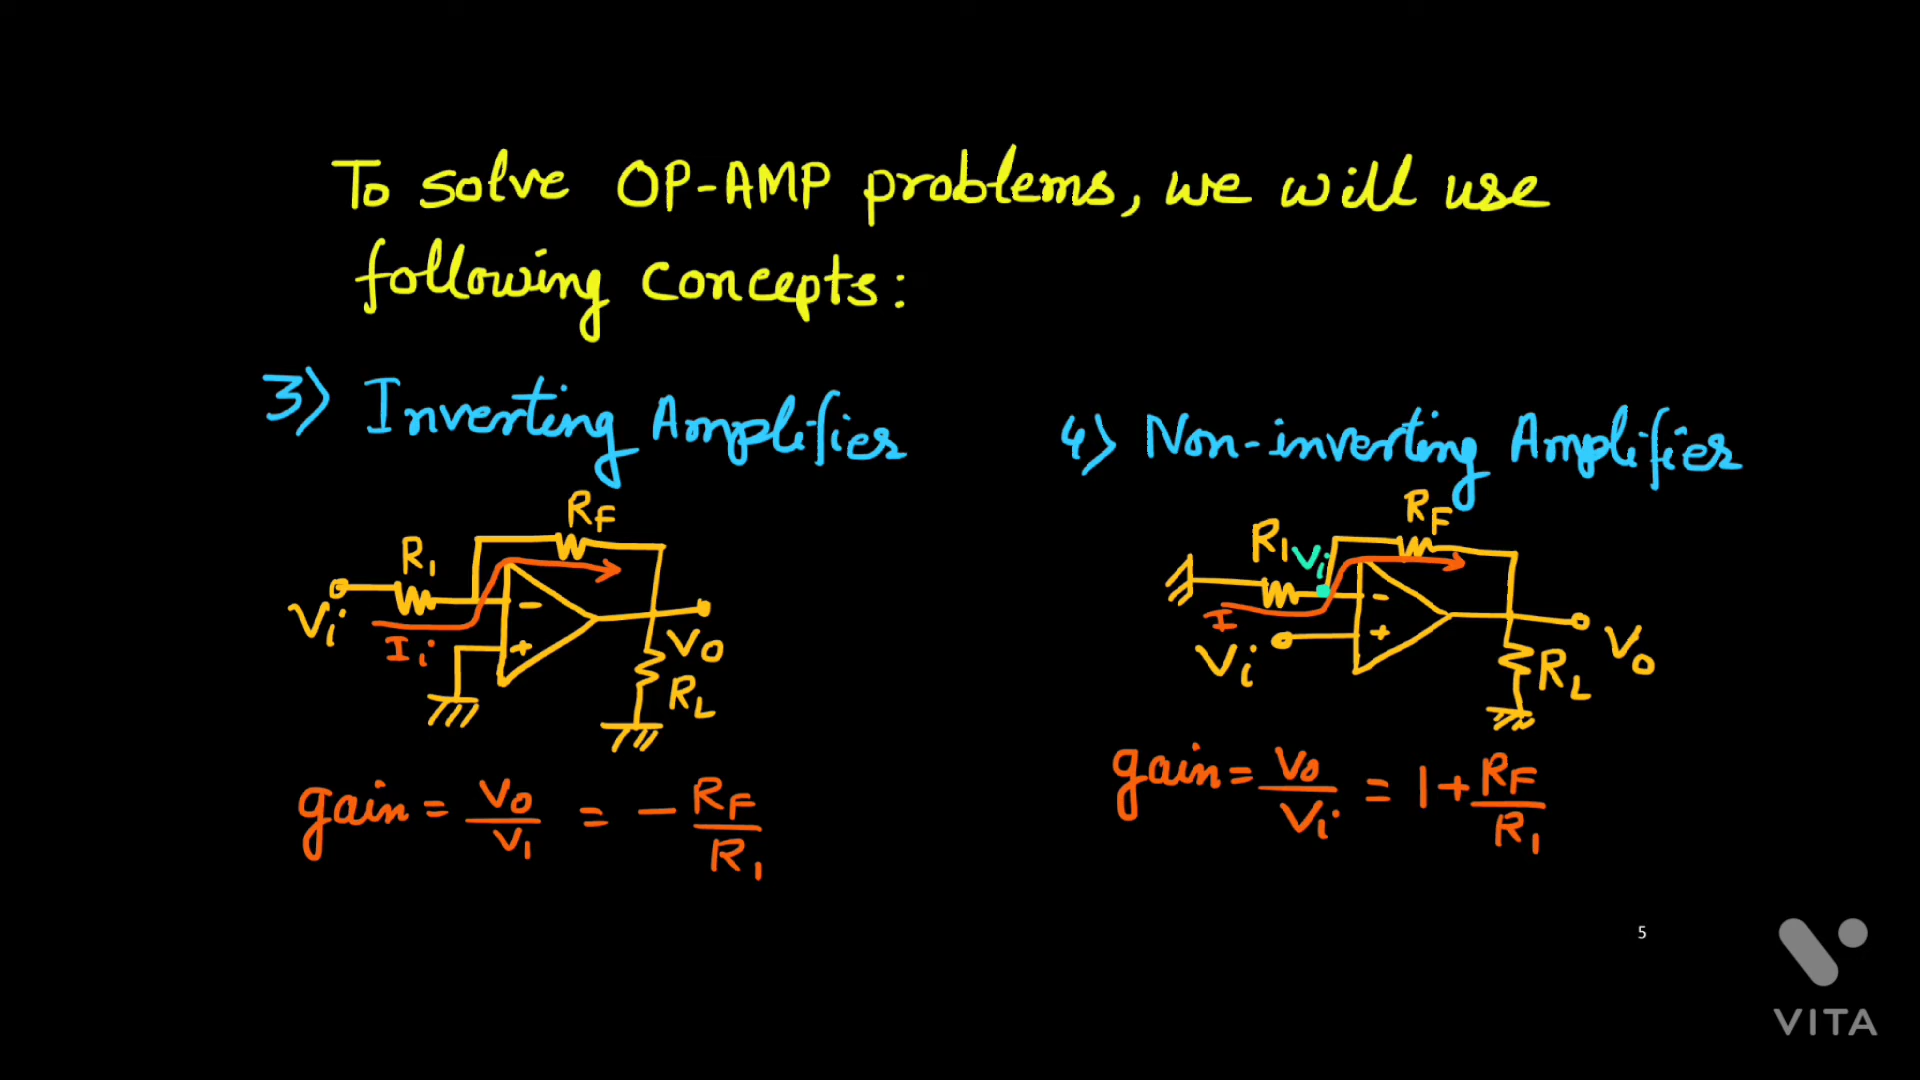 To solve OP-AMP problems, we will use
following concepts:
3) Inverting Amplifier
4) Non-inverting Amplifier
RF
R1
Vi
Ii
-
+
Vo
RL
gain = Vo/V1 = - RF/R1
RF
R1
Vi
I
-
+
Vi
Vo
RL
gain = Vo/Vi = 1 + RF/R1
5
VITA